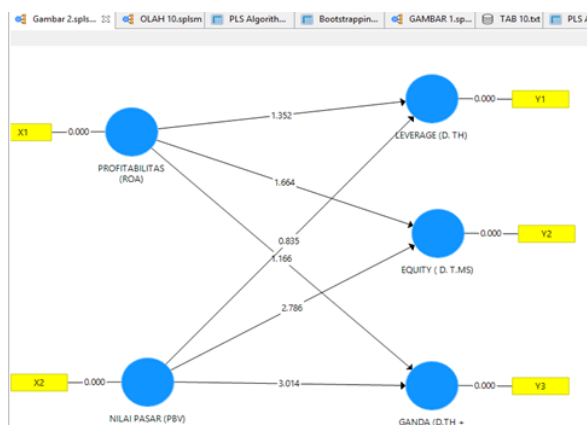 Gambar 2.spls...
OLAH 10.splsm
PLS Algorith...
Bootstrappin...
GAMBAR 1.sp...
TAB 10.txt
PLS A
X1
0.000
PROFITABILITAS
(ROA)
1.352
1.664
0.835
1.166
2.786
3.014
LEVERAGE (D. TH)
0.000
Y1
EQUITY ( D. T.MS)
0.000
Y2
X2
0.000
NILAI PASAR (PBV)
GANDA (D.TH +
0.000
Y3